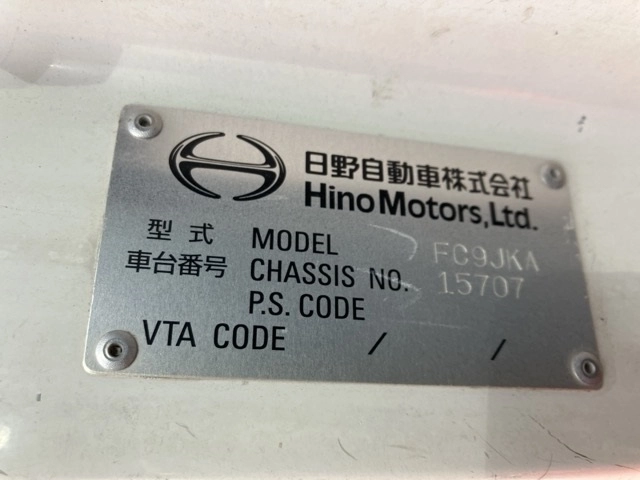 日野自動車株式会社
Hino Motors, Ltd.
型式 MODEL FC9JKA
車台番号 CHASSIS NO. 15707
P.S. CODE
VTA CODE / /